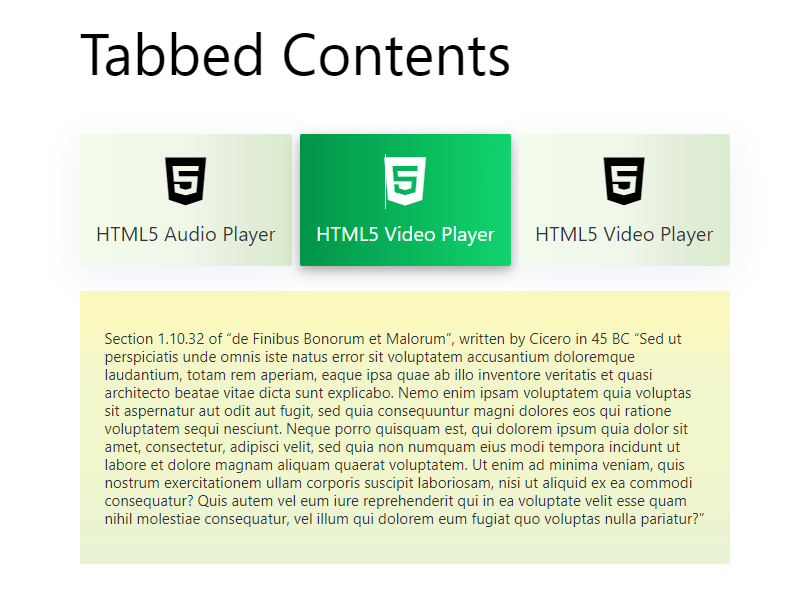 Tabbed Contents
HTML5 Audio Player
HTML5 Video Player
HTML5 Video Player
Section 1.10.32 of “de Finibus Bonorum et Malorum”, written by Cicero in 45 BC “Sed ut
perspiciatis unde omnis iste natus error sit voluptatem accusantium doloremque
laudantium, totam rem aperiam, eaque ipsa quae ab illo inventore veritatis et quasi
architecto beatae vitae dicta sunt explicabo. Nemo enim ipsam voluptatem quia voluptas
sit aspernatur aut odit aut fugit, sed quia consequuntur magni dolores eos qui ratione
voluptatem sequi nesciunt. Neque porro quisquam est, qui dolorem ipsum quia dolor sit
amet, consectetur, adipisci velit, sed quia non numquam eius modi tempora incidunt ut
labore et dolore magnam aliquam quaerat voluptatem. Ut enim ad minima veniam, quis
nostrum exercitationem ullam corporis suscipit laboriosam, nisi ut aliquid ex ea commodi
consequatur? Quis autem vel eum iure reprehenderit qui in ea voluptate velit esse quam
nihil molestiae consequatur, vel illum qui dolorem eum fugiat quo voluptas nulla pariatur?”